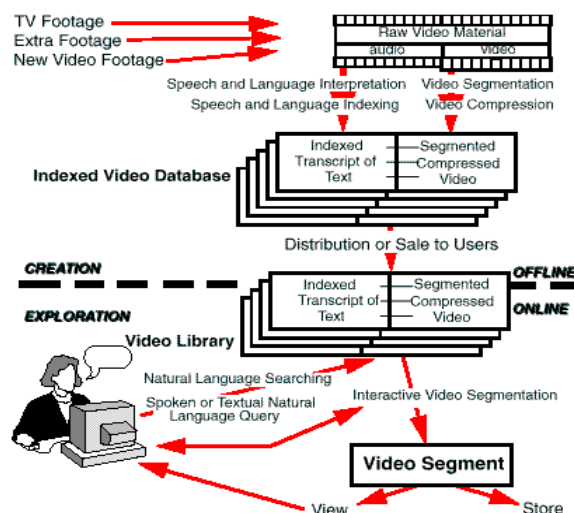 TV Footage
Extra Footage
New Video Footage
Raw Video Material
audio video
Speech and Language Interpretation
Video Segmentation
Speech and Language Indexing
Video Compression
Indexed Video Database
Indexed
Transcript of
Text
Segmented
Compressed
Video
Distribution or Sale to Users
CREATION
OFFLINE
EXPLORATION
ONLINE
Indexed
Transcript of
Text
Segmented
Compressed
Video
Video Library
Natural Language Searching
Spoken or Textual Natural
Language Query
Interactive Video Segmentation
Video Segment
View
Store